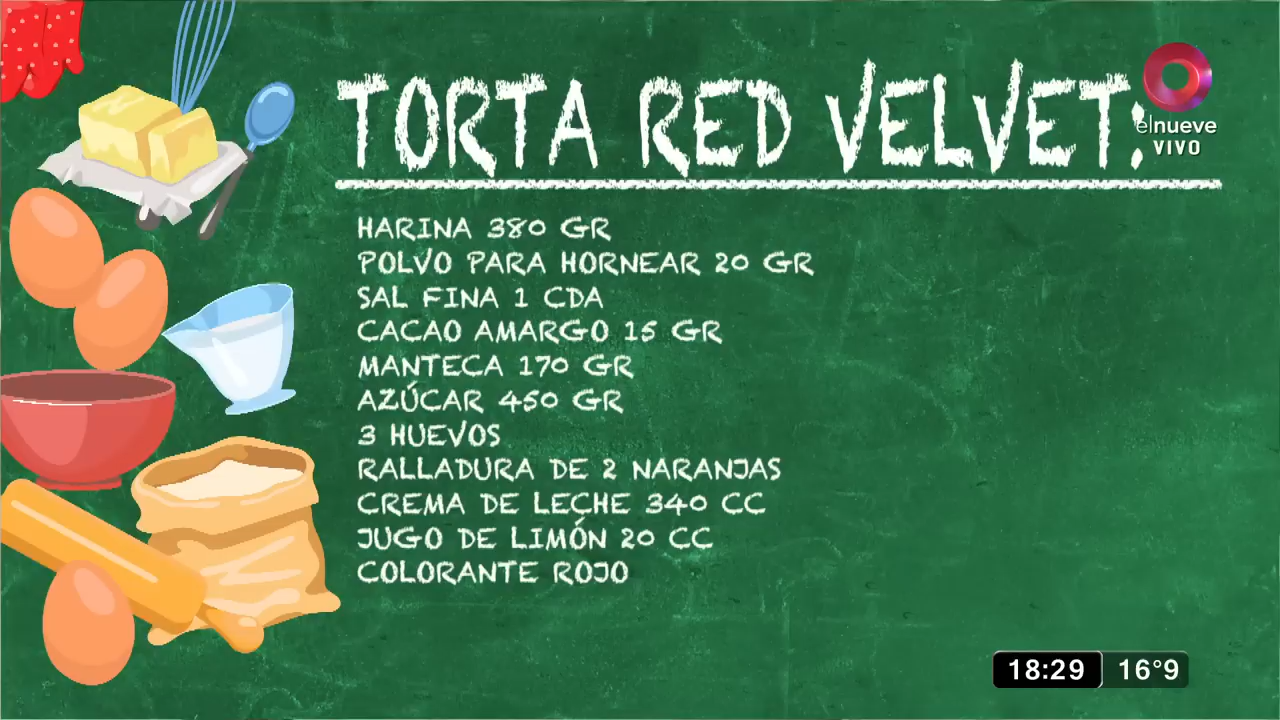 TORTA RED VELVET:
elnueve
VIVO
HARINA 380 GR
POLVO PARA HORNEAR 20 GR
SAL FINA 1 CDA
CACAO AMARGO 15 GR
MANTECA 170 GR
AZÚCAR 450 GR
3 HUEVOS
RALLADURA DE 2 NARANJAS
CREMA DE LECHE 340 CC
JUGO DE LIMÓN 20 CC
COLORANTE ROJO
18:29 16°9